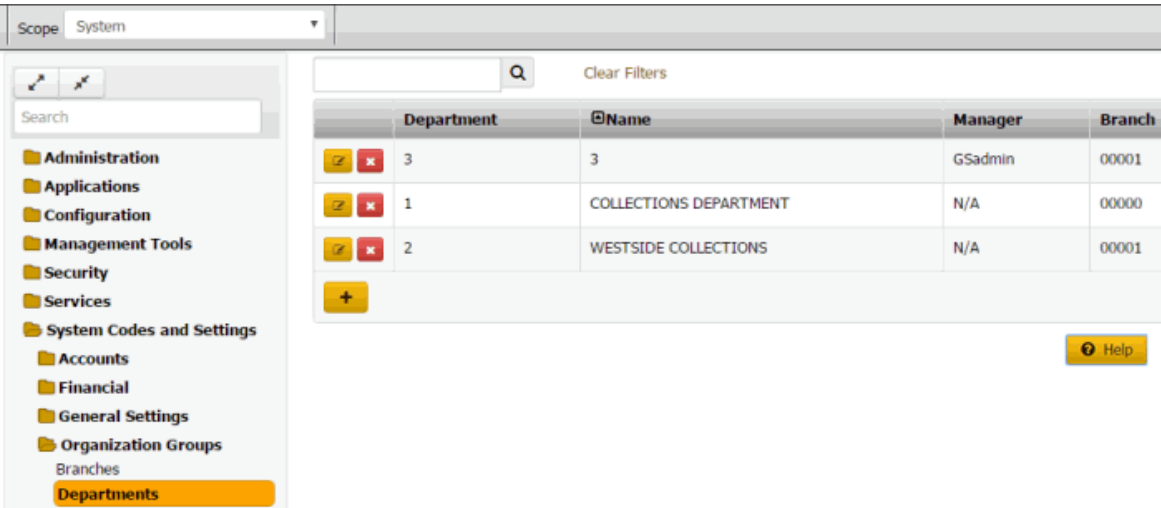 Scope System
Clear Filters
Search
Department Name Manager Branch
3 3 GSadmin 00001
1 COLLECTIONS DEPARTMENT N/A 00000
2 WESTSIDE COLLECTIONS N/A 00001
+
Help
Administration
Applications
Configuration
Management Tools
Security
Services
System Codes and Settings
Accounts
Financial
General Settings
Organization Groups
Branches
Departments